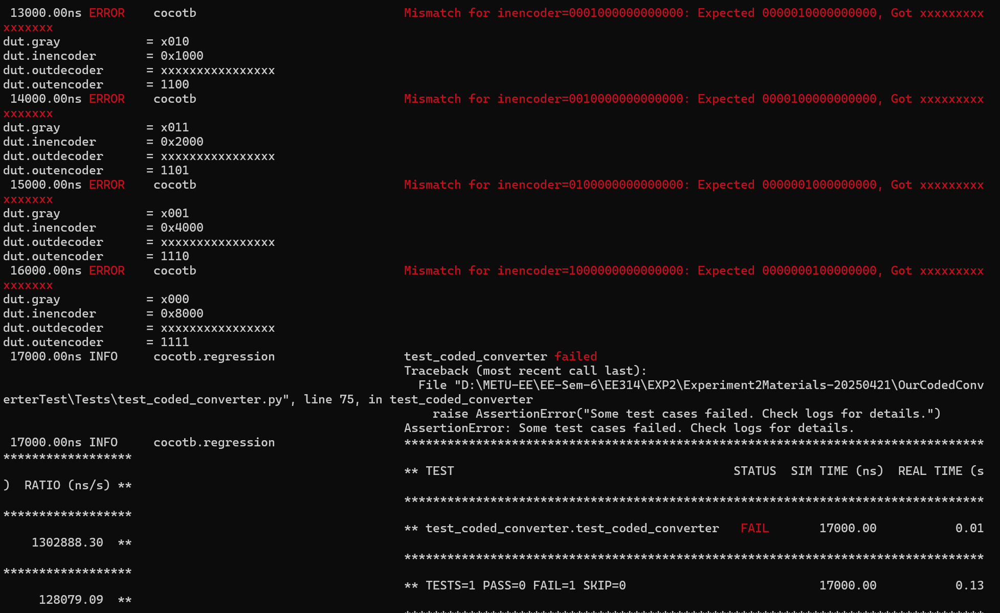 13000.00ns ERROR cocotb Mismatch for inencoder=0001000000000000: Expected 0000010000000000, Got xxxxxxxxx
xxxxxxx
dut.gray = x010
dut.inencoder = 0x1000
dut.outdecoder = xxxxxxxxxxxxxxxx
dut.outencoder = 1100
14000.00ns ERROR cocotb Mismatch for inencoder=0010000000000000: Expected 0000100000000000, Got xxxxxxxxx
xxxxxxx
dut.gray = x011
dut.inencoder = 0x2000
dut.outdecoder = xxxxxxxxxxxxxxxx
dut.outencoder = 1101
15000.00ns ERROR cocotb Mismatch for inencoder=0100000000000000: Expected 0000001000000000, Got xxxxxxxxx
xxxxxxx
dut.gray = x001
dut.inencoder = 0x4000
dut.outdecoder = xxxxxxxxxxxxxxxx
dut.outencoder = 1110
16000.00ns ERROR cocotb Mismatch for inencoder=1000000000000000: Expected 0000000100000000, Got xxxxxxxxx
xxxxxxx
dut.gray = x000
dut.inencoder = 0x8000
dut.outdecoder = xxxxxxxxxxxxxxxx
dut.outencoder = 1111
17000.00ns INFO cocotb.regression test_coded_converter failed
Traceback (most recent call last):
File "D:\METU-EE\EE-Sem-6\EE314\EXP2\Experiment2Materials-20250421\OurCodedConv
erterTest\Tests\test_coded_converter.py", line 75, in test_coded_converter
raise AssertionError("Some test cases failed. Check logs for details.")
AssertionError: Some test cases failed. Check logs for details.
17000.00ns INFO cocotb.regression *********************************************************************************
******************
** TEST STATUS SIM TIME (ns) REAL TIME (s
) RATIO (ns/s) **
*********************************************************************************
******************
** test_coded_converter.test_coded_converter FAIL 17000.00 0.01
1302888.30 **
*********************************************************************************
******************
** TESTS=1 PASS=0 FAIL=1 SKIP=0 17000.00 0.13
128079.09 **
*********************************************************************************